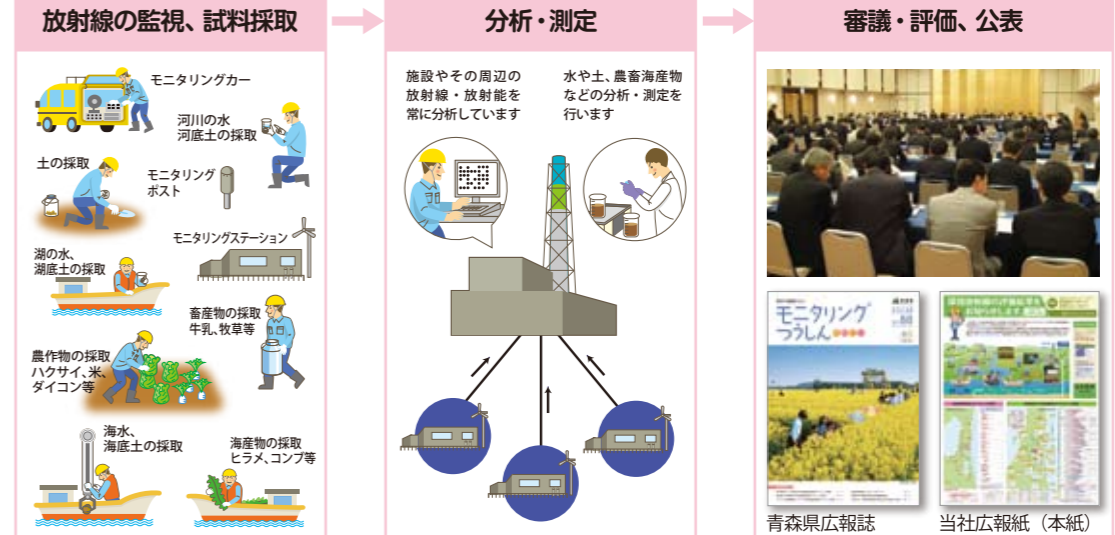 放射線の監視、試料採取
モニタリングカー
河川の水
河底土の採取
土の採取
モニタリング
ポスト
モニタリングステーション
湖の水、
湖底土の採取
畜産物の採取
牛乳、牧草等
農作物の採取
ハクサイ、米、
ダイコン等
海水、
海底土の採取
海産物の採取
ヒラメ、コンブ等
分析・測定
施設やその周辺の
放射線・放射能を
常に分析しています
水や土、農畜海産物
などの分析・測定を
行います
審議・評価、公表
モニタリング
つうしん
青森県広報誌
当社広報紙（本紙）